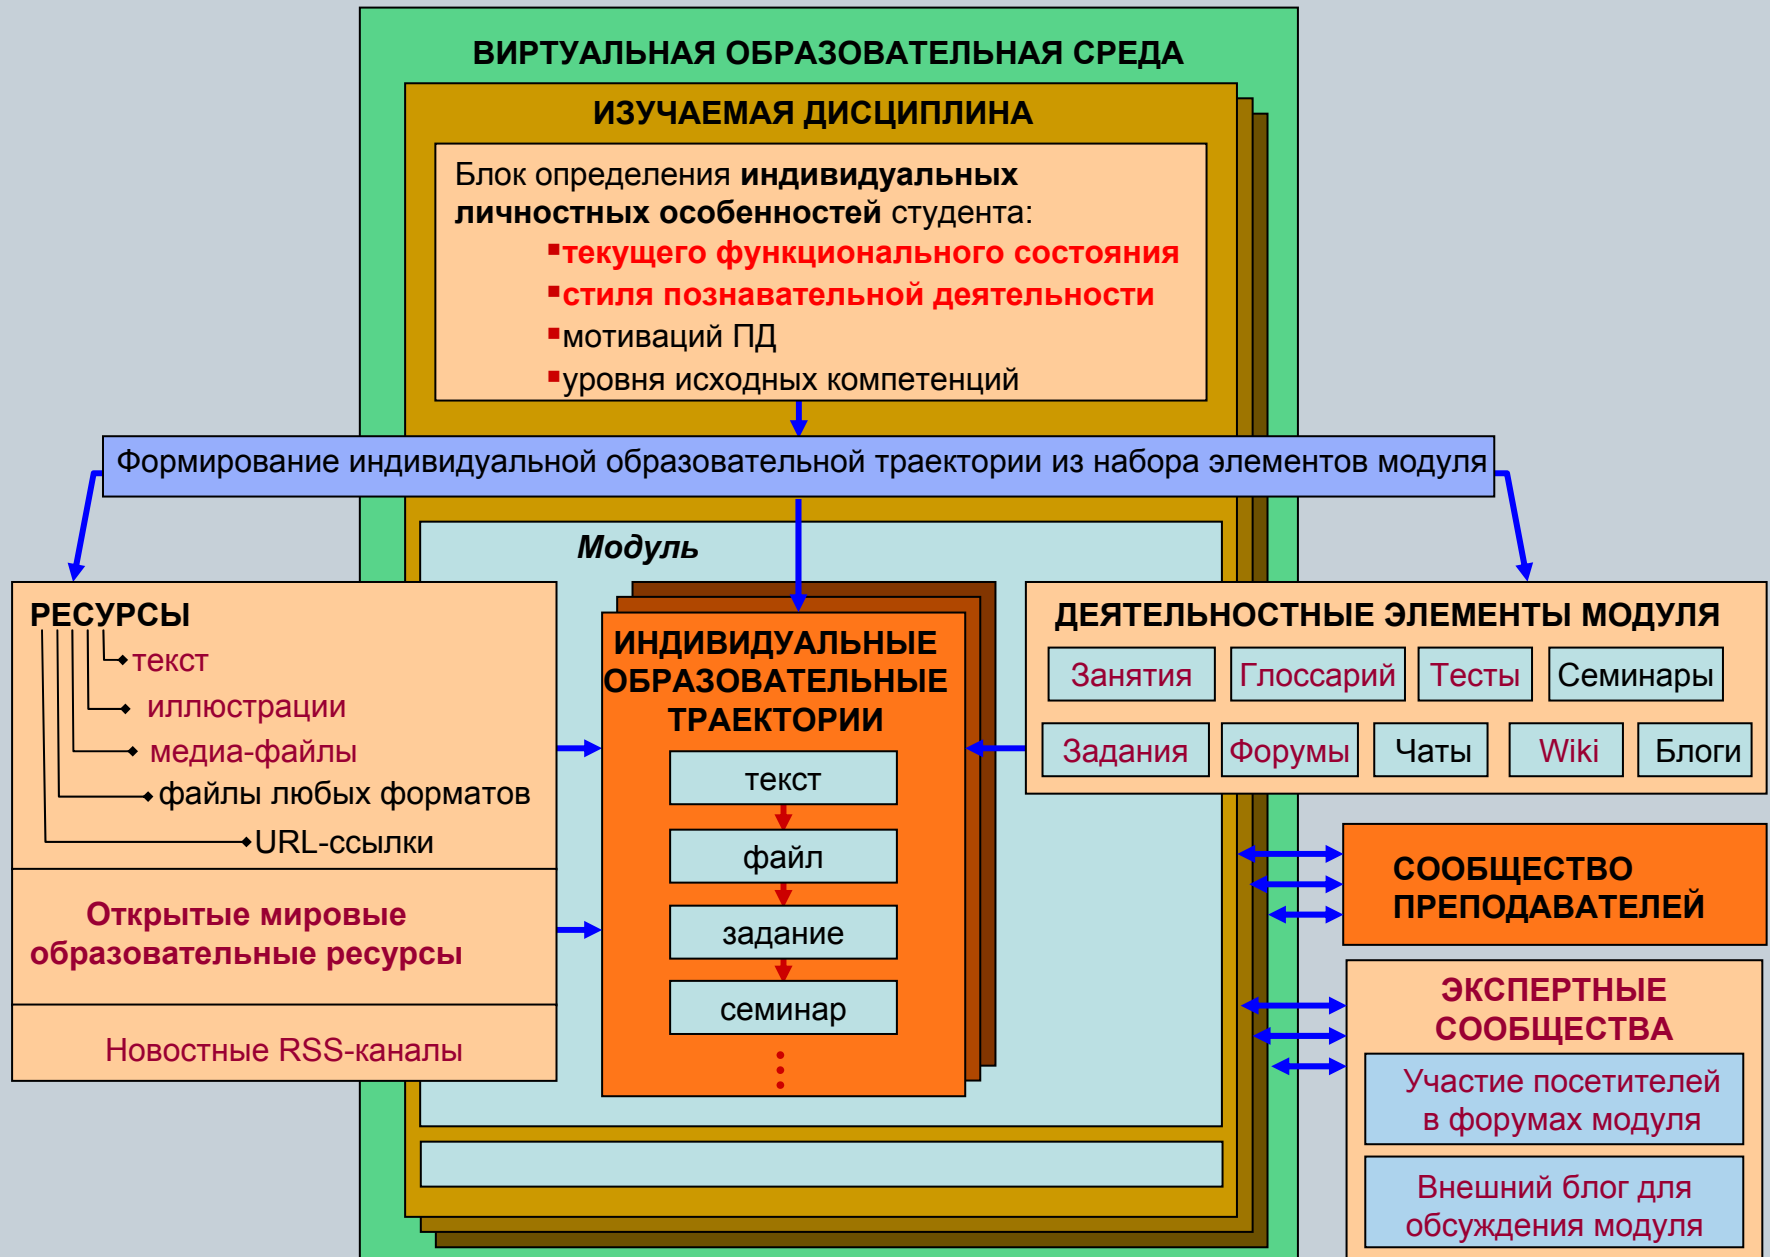 ВИРТУАЛЬНАЯ ОБРАЗОВАТЕЛЬНАЯ СРЕДА
ИЗУЧАЕМАЯ ДИСЦИПЛИНА
Блок определения индивидуальных
личностных особенностей студента:
▪текущего функционального состояния
▪стиля познавательной деятельности
▪мотиваций ПД
▪уровня исходных компетенций
Формирование индивидуальной образовательной траектории из набора элементов модуля
Модуль
РЕСУРСЫ
текст
иллюстрации
медиа-файлы
файлы любых форматов
URL-ссылки
Открытые мировые
образовательные ресурсы
Новостные RSS-каналы
ИНДИВИДУАЛЬНЫЕ
ОБРАЗОВАТЕЛЬНЫЕ
ТРАЕКТОРИИ
текст
файл
задание
семинар
ДЕЯТЕЛЬНОСТНЫЕ ЭЛЕМЕНТЫ МОДУЛЯ
Занятия Глоссарий Тесты Семинары
Задания Форумы Чаты Wiki Блоги
СООБЩЕСТВО
ПРЕПОДАВАТЕЛЕЙ
ЭКСПЕРТНЫЕ
СООБЩЕСТВА
Участие посетителей
в форумах модуля
Внешний блог для
обсуждения модуля